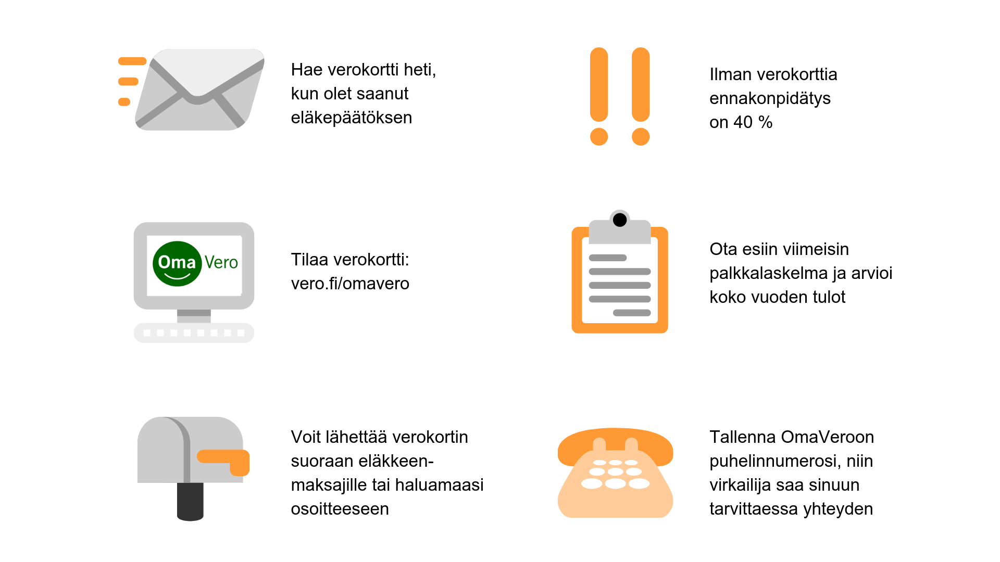 Hae verokortti heti,
kun olet saanut
eläkepäätöksen
Ilman verokorttia
ennakonpidätys
on 40 %
Oma Vero
Tilaa verokortti:
vero.fi/omavero
Ota esiin viimeisin
palkkalaskelma ja arvioi
koko vuoden tulot
Voit lähettää verokortin
suoraan eläkkeen-
maksajille tai haluamaasi
osoitteeseen
Tallenna OmaVeroon
puhelinnumerosi, niin
virkailija saa sinuun
tarvittaessa yhteyden